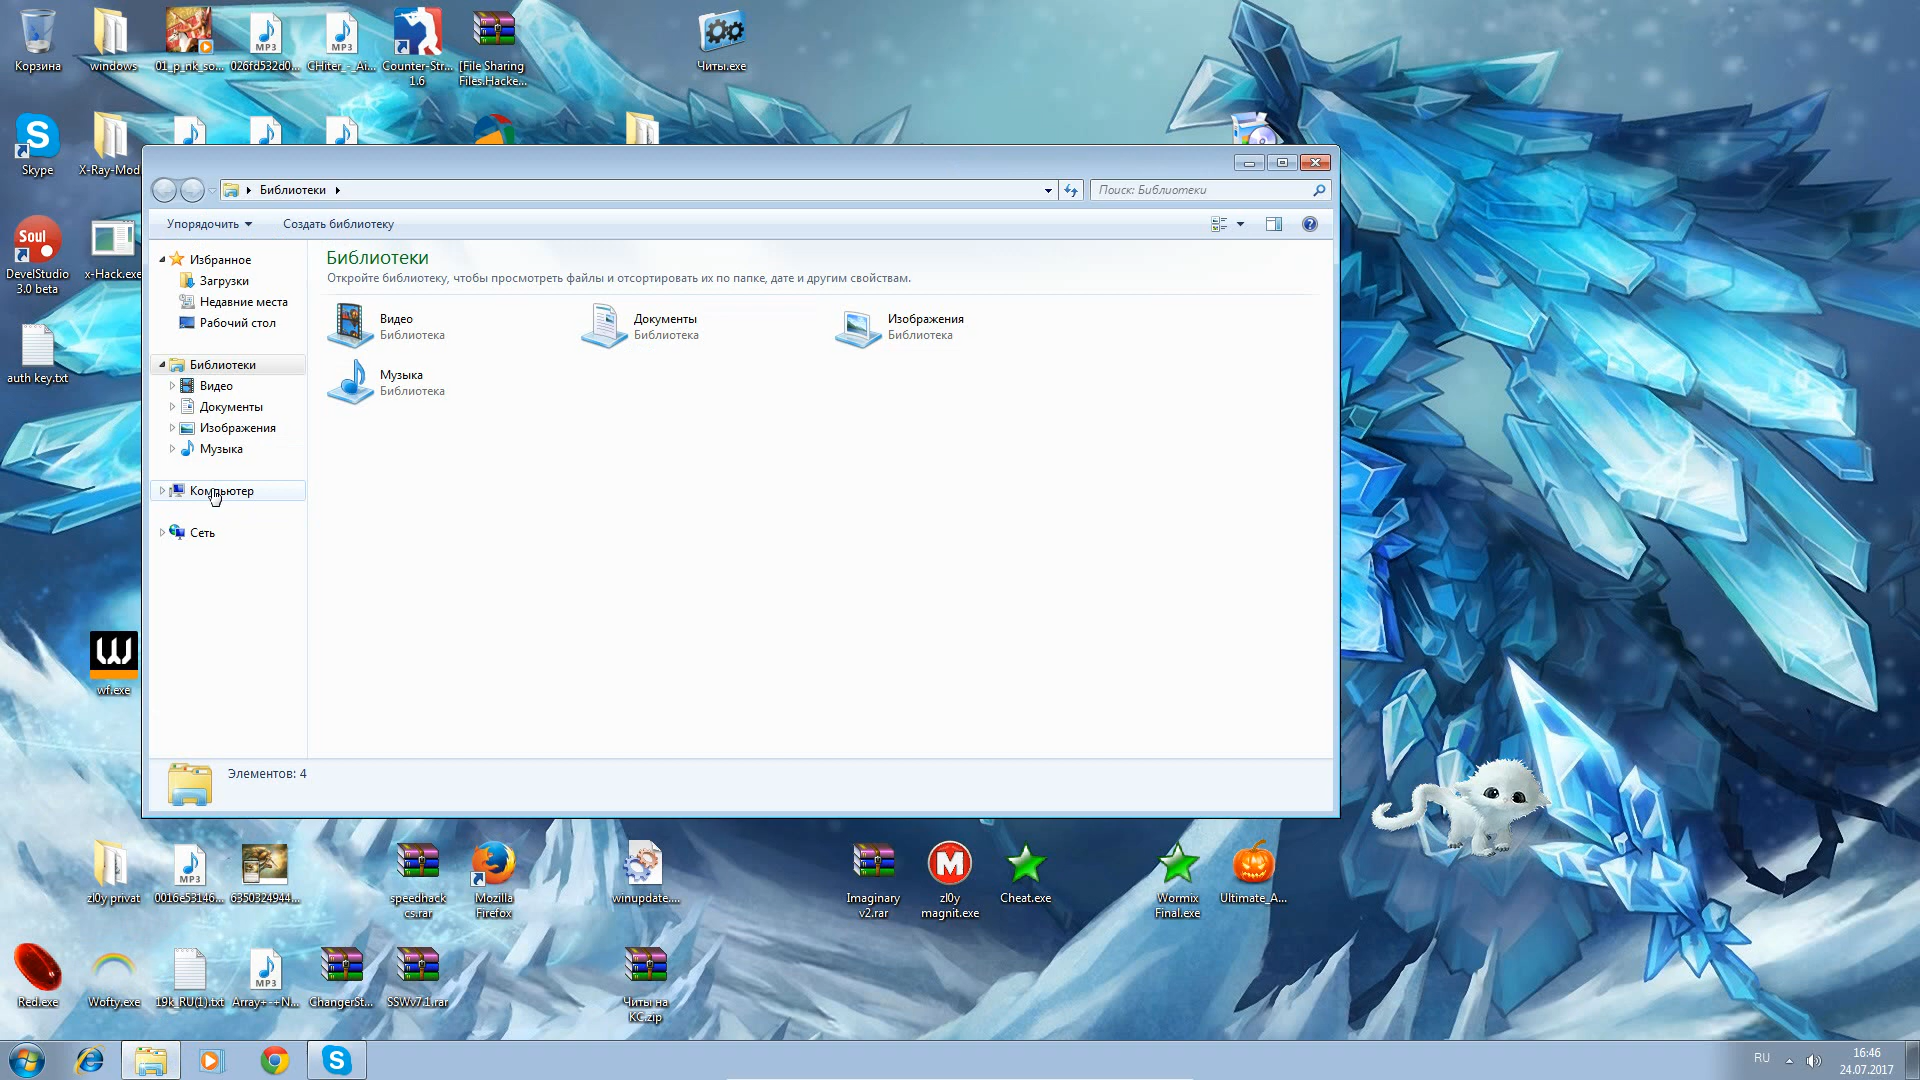 Корзина
windows
01_p_nk_so...
026fd532d0...
CHiter_-_Ai...
Counter-Str...
1.6
[File Sharing
Files.Hacke...
Читы.exe
Skype
X-Ray-Mod
DevelStudio
3.0 beta
Soul
x-Hack.exe
auth key.txt
wf.exe
Библиотеки
Поиск: Библиотеки
Упорядочить
Создать библиотеку
Избранное
Загрузки
Недавние места
Рабочий стол
Библиотеки
Видео
Документы
Изображения
Музыка
Компьютер
Сеть
Библиотеки
Откройте библиотеку, чтобы просмотреть файлы и отсортировать их по папке, дате и другим свойствам.
Видео
Библиотека
Документы
Библиотека
Изображения
Библиотека
Музыка
Библиотека
Элементов: 4
zl0y privat
0016e53146...
6350324944...
speedhack
cs.rar
Mozilla
Firefox
winupdate....
Imaginary
v2.rar
zl0y
magnit.exe
Cheat.exe
Wormix
Final.exe
Ultimate_A...
Red.exe
Wofty.exe
19k_RU(1).txt
Array+-+N...
ChangerSt...
SSWv7.1.rar
Читы на
КС.zip
RU
16:46
24.07.2017